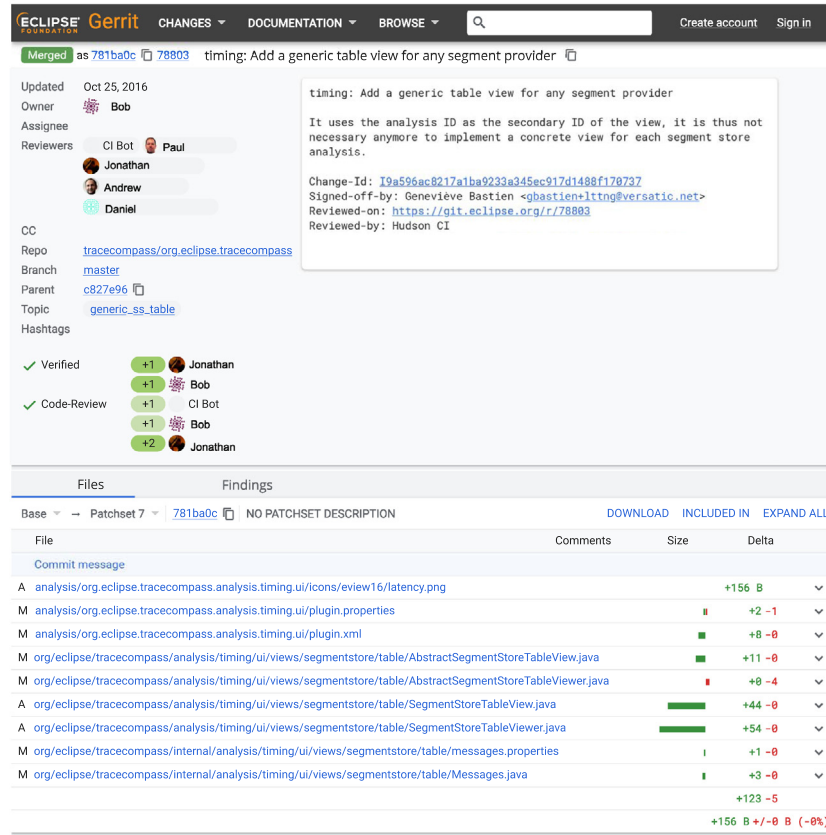 ECLIPSE FOUNDATION Gerrit CHANGES DOCUMENTATION BROWSE Create account Sign in
Merged as 781ba0c 78803 timing: Add a generic table view for any segment provider
Updated Oct 25, 2016
Owner Bob
Assignee
Reviewers CI Bot Paul
Jonathan
Andrew
Daniel
CC
Repo tracecompass/org.eclipse.tracecompass
Branch master
Parent c827e96
Topic generic_ss_table
Hashtags
timing: Add a generic table view for any segment provider
It uses the analysis ID as the secondary ID of the view, it is thus not
necessary anymore to implement a concrete view for each segment store
analysis.
Change-Id: I9a596ac8217a1ba9233a345ec917d1488f170737
Signed-off-by: Geneviève Bastien <gbastien+lttng@versatic.net>
Reviewed-on: https://git.eclipse.org/r/78803
Reviewed-by: Hudson CI
Verified +1 Jonathan
+1 Bob
Code-Review +1 CI Bot
+1 Bob
+2 Jonathan
Files Findings
Base → Patchset 7 781ba0c NO PATCHSET DESCRIPTION DOWNLOAD INCLUDED IN EXPAND ALL
File Comments Size Delta
Commit message
A analysis/org.eclipse.tracecompass.analysis.timing.ui/icons/eview16/latency.png +156 B
M analysis/org.eclipse.tracecompass.analysis.timing.ui/plugin.properties +2 -1
M analysis/org.eclipse.tracecompass.analysis.timing.ui/plugin.xml +8 -0
M org/eclipse/tracecompass/analysis/timing/ui/views/segmentstore/table/AbstractSegmentStoreTableView.java +11 -0
M org/eclipse/tracecompass/analysis/timing/ui/views/segmentstore/table/AbstractSegmentStoreTableViewer.java +0 -4
A org/eclipse/tracecompass/analysis/timing/ui/views/segmentstore/table/SegmentStoreTableView.java +44 -0
A org/eclipse/tracecompass/analysis/timing/ui/views/segmentstore/table/SegmentStoreTableViewer.java +54 -0
M org/eclipse/tracecompass/internal/analysis/timing/ui/views/segmentstore/table/messages.properties +1 -0
M org/eclipse/tracecompass/internal/analysis/timing/ui/views/segmentstore/table/Messages.java +3 -0
+123 -5
+156 B +/-0 B (-0%)